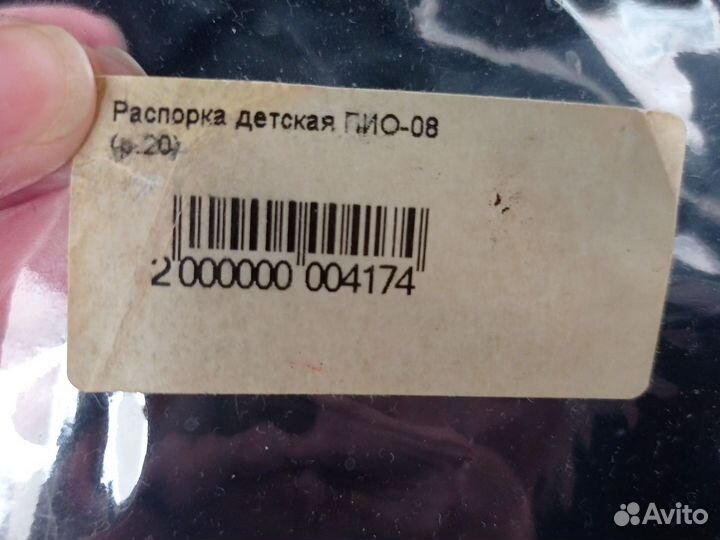 Распорка детская ПИО-08
(р.20)
2 000000 004174
Avito